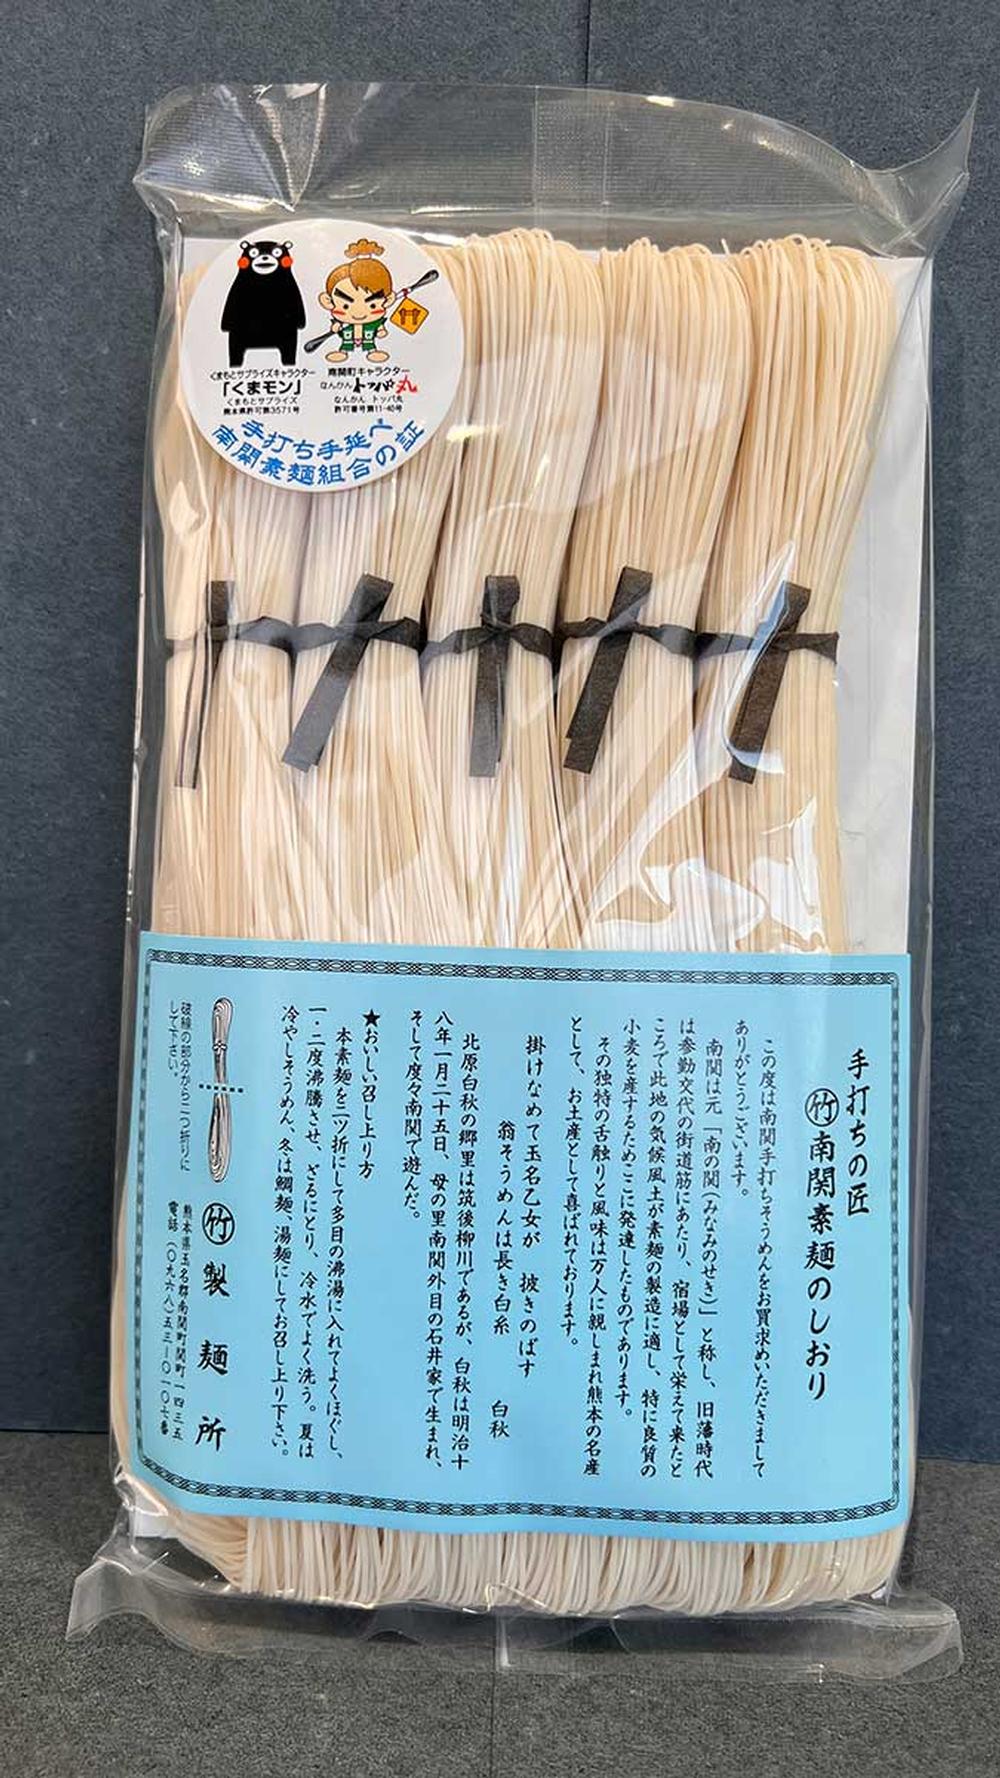 くまもとサプライズキャラクター
「くまモン」
くまもとサプライズ
熊本県許可第3571号
南関町キャラクター
なんかんトッパ丸
なんかん トッパ丸
許可番号第11-40号
手打ち手延べ
南関素麺組合の証
手打ちの匠
㊥南関素麺のしおり
この度は南関手打ちそうめんをお買求めいただきまして
ありがとうございます。
南関は元「南の関(みなみのせき)」と称し、旧藩時代
は参勤交代の街道筋にあたり、宿場として栄えて来たと
ころで此地の気候風土が素麺の製造に適し、特に良質の
小麦を産するためここに発達したものであります。
その独特の舌触りと風味は万人に親しまれ熊本の名産
として、お土産として喜ばれております。
掛けなめて玉名乙女が 披きのばす
翁そうめんは長き白糸 白秋
北原白秋の郷里は筑後柳川であるが、白秋は明治十
八年一月二十五日、母の里南関外目の石井家で生まれ、
そして度々南関で遊んだ。
★おいしい召し上り方
本素麺を二ツ折にして多目の沸湯に入れてよくほぐし、
一・二度沸騰させ、ざるにとり、冷水でよく洗う。夏は
冷やしそうめん、冬は鯛麺、湯麺にしてお召し上り下さい。
破線の部分から二つ折りに
して下さい。
竹 製麺所
熊本県玉名郡南関町関町一四三五
電話(〇九六八)五三ー〇一〇七番